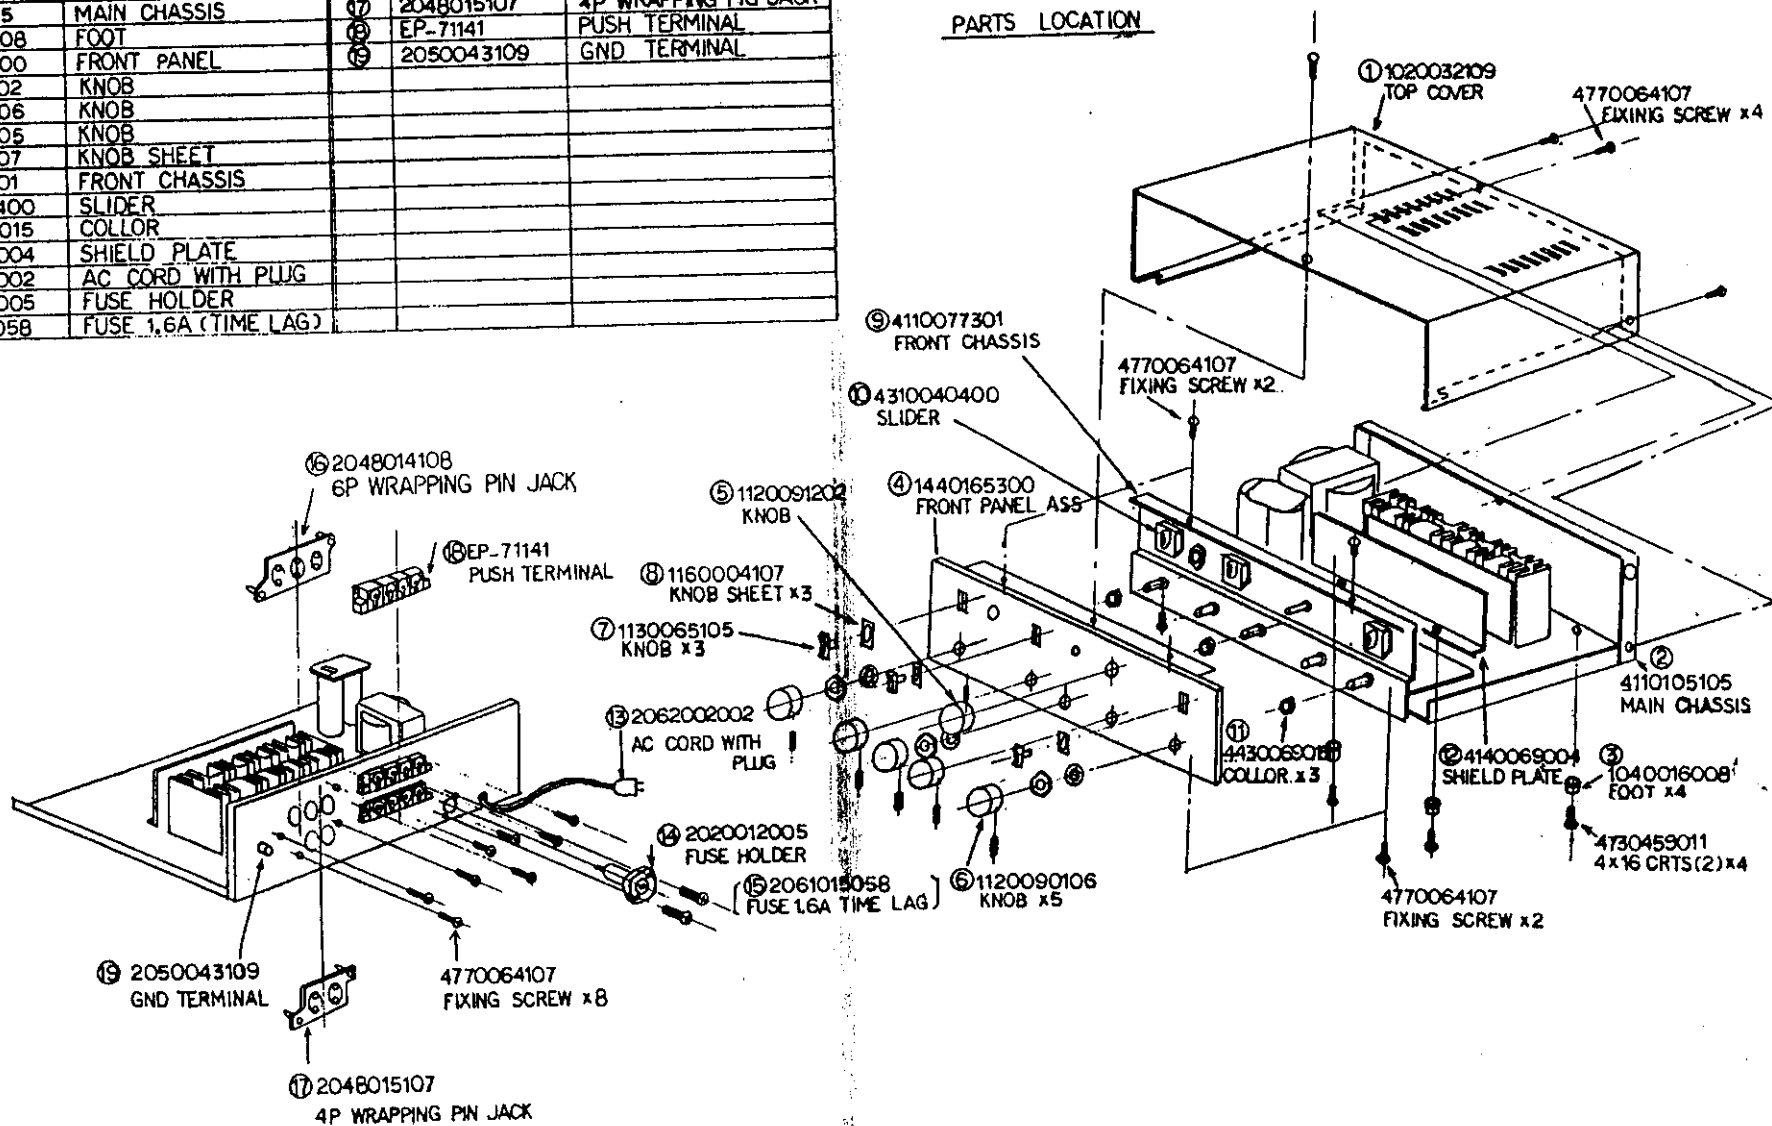 5 MAIN CHASSIS ⑰ 2048015107 4P WRAPPING PIG JACK
08 FOOT ⑱ EP-71141 PUSH TERMINAL
00 FRONT PANEL ⑲ 2050043109 GND TERMINAL
02 KNOB
06 KNOB
05 KNOB
07 KNOB SHEET
01 FRONT CHASSIS
400 SLIDER
015 COLLOR
004 SHIELD PLATE
002 AC CORD WITH PLUG
005 FUSE HOLDER
058 FUSE 1.6A (TIME LAG)
PARTS LOCATION
① 1020032109
TOP COVER
4770064107
FIXINIG SCREW x4
⑨ 4110077301
FRONT CHASSIS
4770064107
FIXING SCREW x2
⑩ 4310040400
SLIDER
⑯ 2048014108
6P WRAPPING PIN JACK
⑤ 1120091202
KNOB
④ 1440165300
FRONT PANEL ASS
⑱ EP-71141
PUSH TERMINAL
⑧ 1160004107
KNOB SHEET x3
⑦ 1130065105
KNOB x3
② 
4110105105
MAIN CHASSIS
⑬ 2062002002
AC CORD WITH
PLUG
⑪
COLLOR. x3
⑫ 4140069004
SHIELD PLATE
③
1040016008
FOOT x4
⑭ 2020012005
FUSE HOLDER
4730459011
4x16 CRTS(2)x4
⑮ 2061015058
FUSE 1.6A TIME LAG
⑥ 1120090106
KNOB x5
4770064107
FIXING SCREW x2
⑲ 2050043109
GND TERMINAL
4770064107
FIXING SCREW x8
⑰ 2048015107
4P WRAPPING PIN JACK